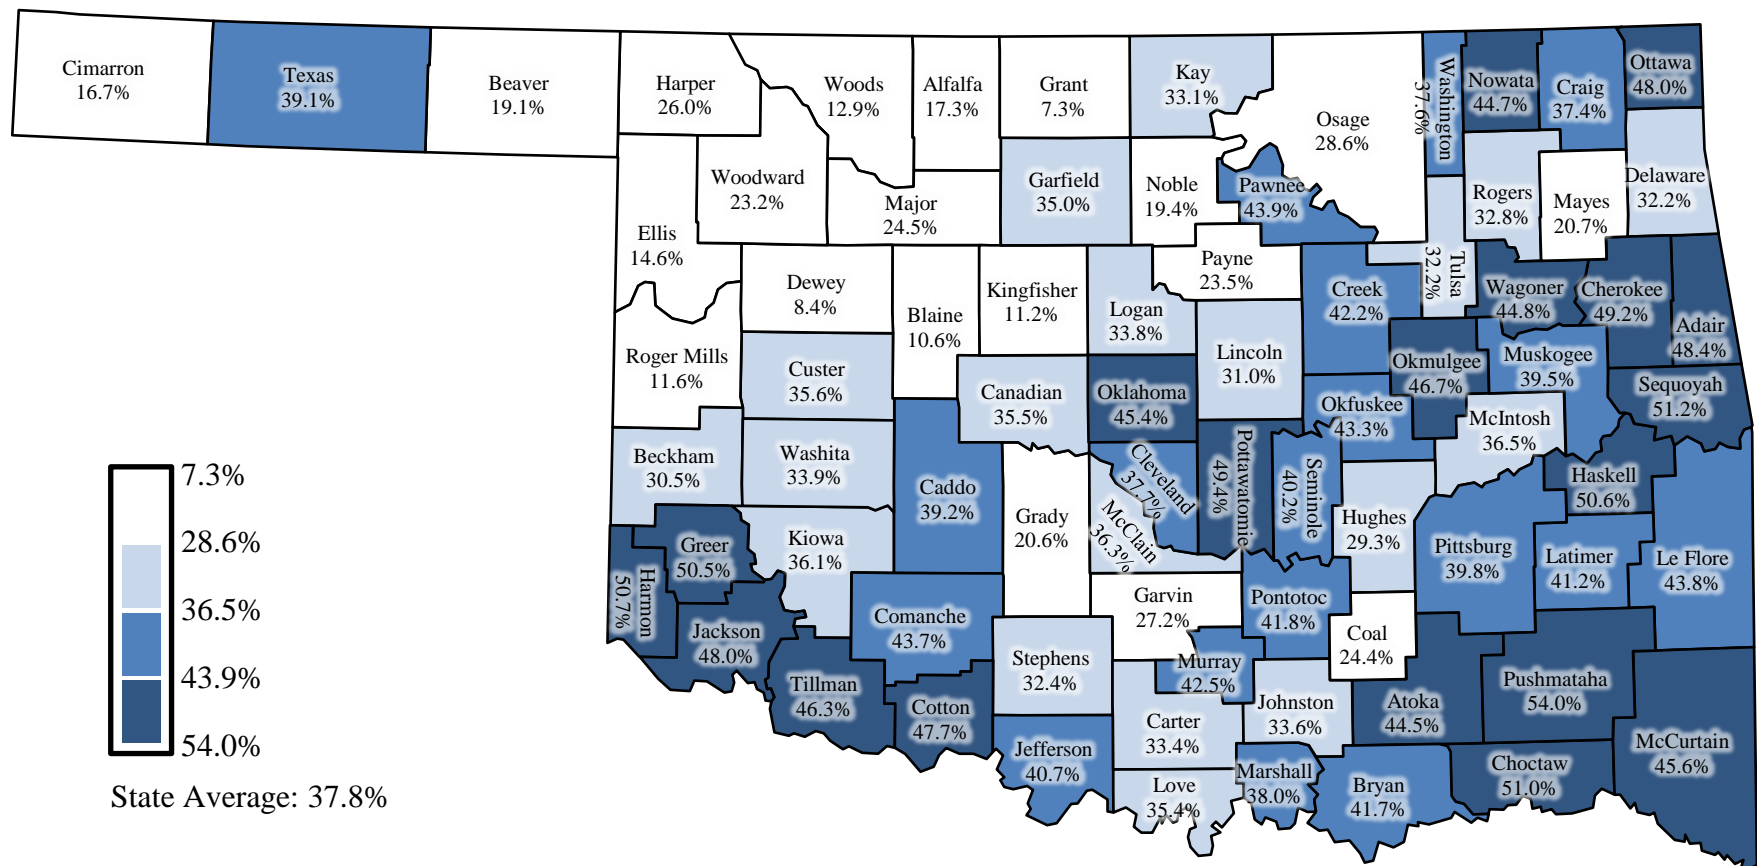 Cimarron
16.7%
Texas
39.1%
Beaver
19.1%
Harper
26.0%
Woods
12.9%
Alfalfa
17.3%
Grant
7.3%
Kay
33.1%
Osage
28.6%
Washington
37.6%
Nowata
44.7%
Craig
37.4%
Ottawa
48.0%
Woodward
23.2%
Major
24.5%
Garfield
35.0%
Noble
19.4%
Pawnee
43.9%
Rogers
32.8%
Mayes
20.7%
Delaware
32.2%
Ellis
14.6%
Dewey
8.4%
Blaine
10.6%
Kingfisher
11.2%
Logan
33.8%
Payne
23.5%
Creek
42.2%
Tulsa
32.2%
Wagoner
44.8%
Cherokee
49.2%
Adair
48.4%
Roger Mills
11.6%
Custer
35.6%
Canadian
35.5%
Oklahoma
45.4%
Lincoln
31.0%
Okmulgee
46.7%
Muskogee
39.5%
Sequoyah
51.2%
Okfuskee
43.3%
McIntosh
36.5%
Beckham
30.5%
Washita
33.9%
Caddo
39.2%
Grady
20.6%
Cleveland
37.7%
McClain
36.3%
Pottawatomie
49.4%
Seminole
40.2%
Hughes
29.3%
Haskell
50.6%
Pittsburg
39.8%
Latimer
41.2%
Le Flore
43.8%
Harmon
50.7%
Greer
50.5%
Kiowa
36.1%
Jackson
48.0%
Comanche
43.7%
Garvin
27.2%
Pontotoc
41.8%
Coal
24.4%
Tillman
46.3%
Cotton
47.7%
Stephens
32.4%
Murray
42.5%
Johnston
33.6%
Atoka
44.5%
Pushmataha
54.0%
McCurtain
45.6%
Jefferson
40.7%
Carter
33.4%
Love
35.4%
Marshall
38.0%
Bryan
41.7%
Choctaw
51.0%
7.3%
28.6%
36.5%
43.9%
54.0%
State Average: 37.8%